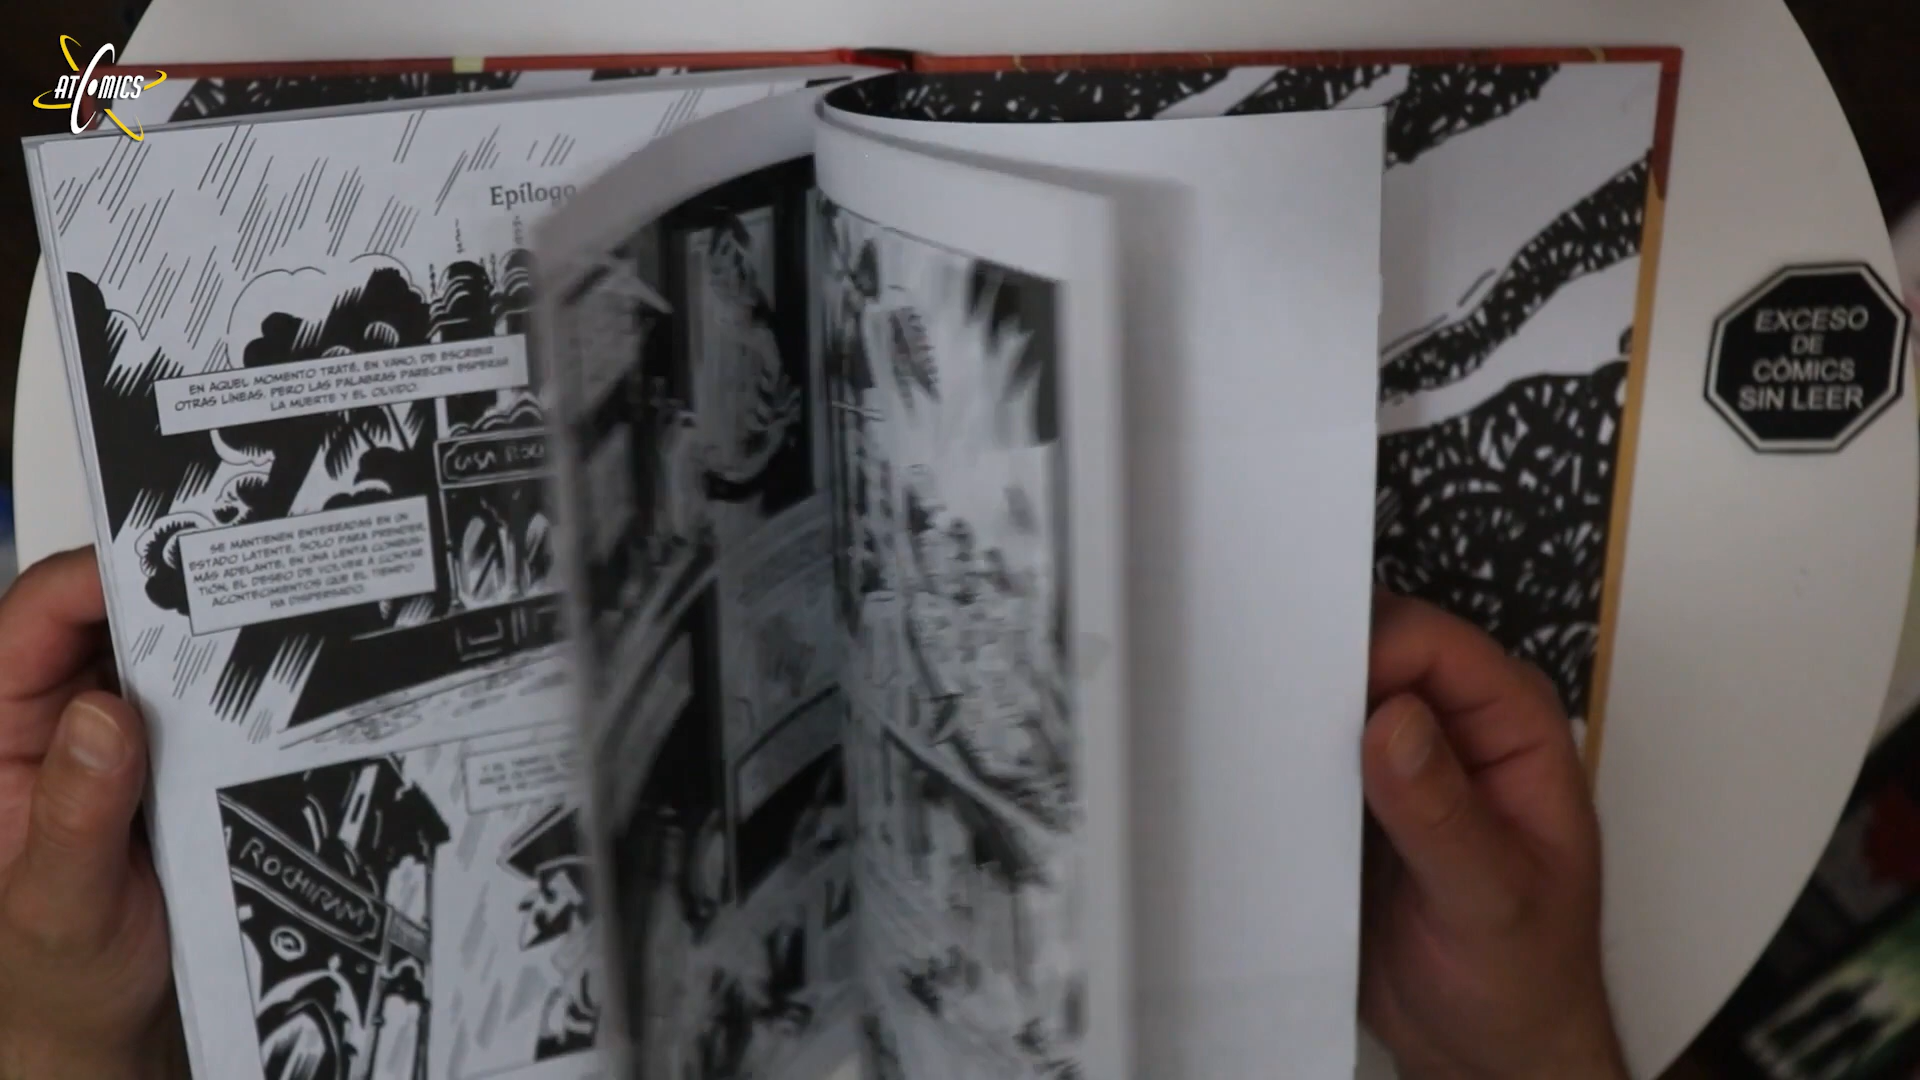 ATCOMICS
Epílogo
EN AQUEL MOMENTO TRATÉ, EN VANO, DE ESCRIBIR
OTRAS LÍNEAS. PERO LAS PALABRAS PARECEN ESPERAR
LA MUERTE Y EL OLVIDO.
CASA
SE MANTIENEN ENTERRADAS EN UN
ESTADO LATENTE, SOLO PARA PRENDER,
MÁS ADELANTE, EN UNA LENTA COMBUS-
TIÓN, EL DESEO DE VOLVER A CONTAR
ACONTECIMIENTOS QUE EL TIEMPO
HA DISPERSADO.
ROCHIRAM
EXCESO
DE
CÓMICS
SIN LEER